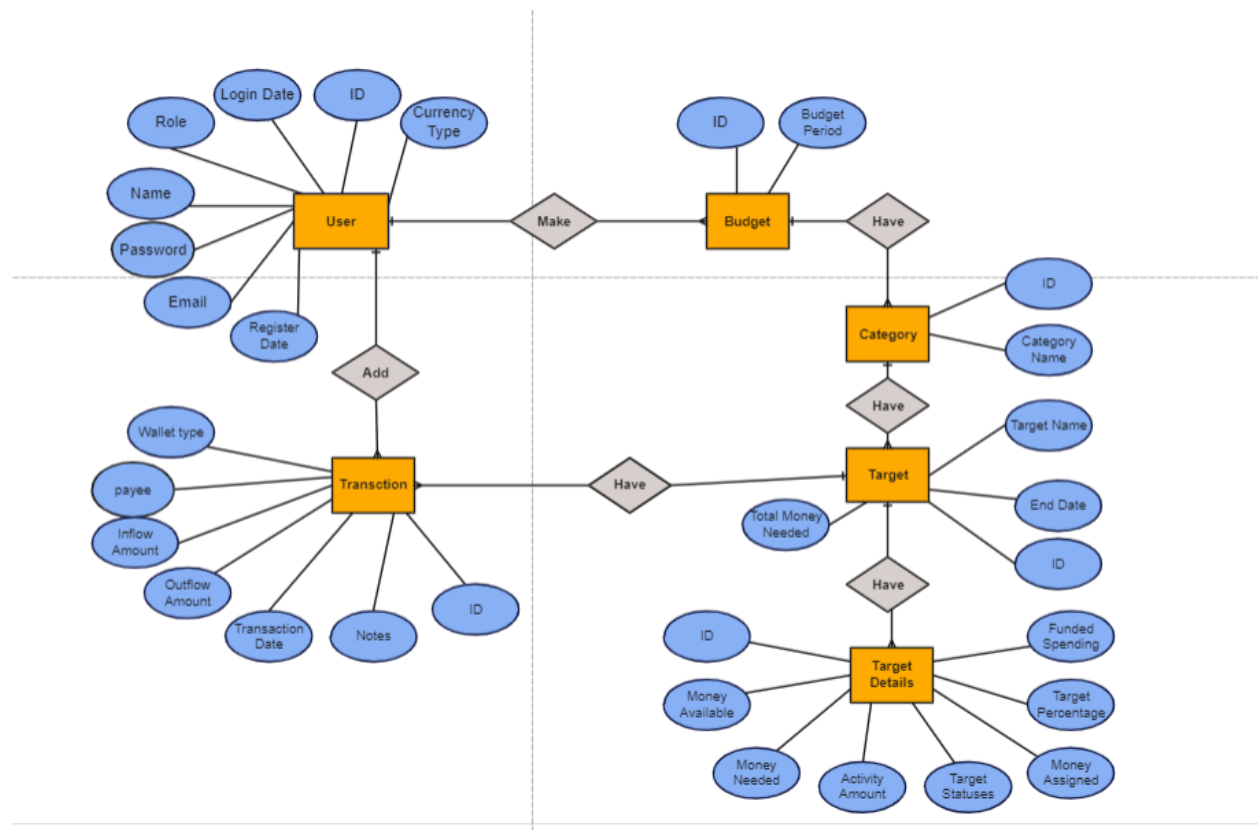 Login Date
ID
Currency
Type
Role
ID
Budget
Period
Name
User
Make
Budget
Have
Password
Email
ID
Register
Date
Category
Category
Name
Add
Have
Target Name
Wallet type
Transction
Have
Target
payee
End Date
Total Money
Needed
Inflow
Amount
ID
Outflow
Amount
Have
ID
Transaction
Date
Notes
ID
Funded
Spending
Target
Details
Money
Available
Target
Percentage
Money
Needed
Activity
Amount
Target
Statuses
Money
Assigned